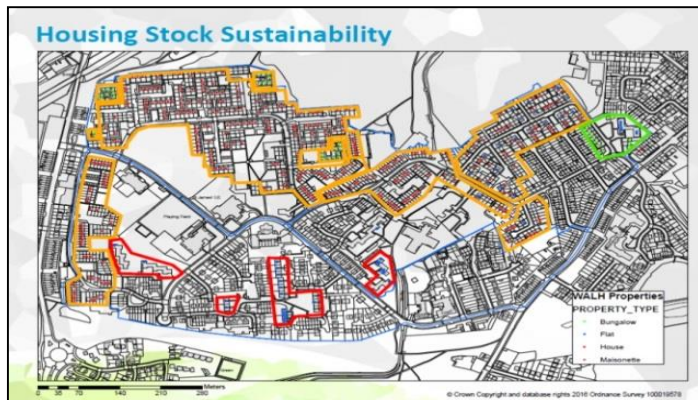 Housing Stock Sustainability
Playing Field
WALH Properties
PROPERTY_TYPE
Bungalow
Flat
House
Maisonette
Meters
0 35 70 140 210 280
© Crown Copyright and database rights 2016 Ordnance Survey 100019578